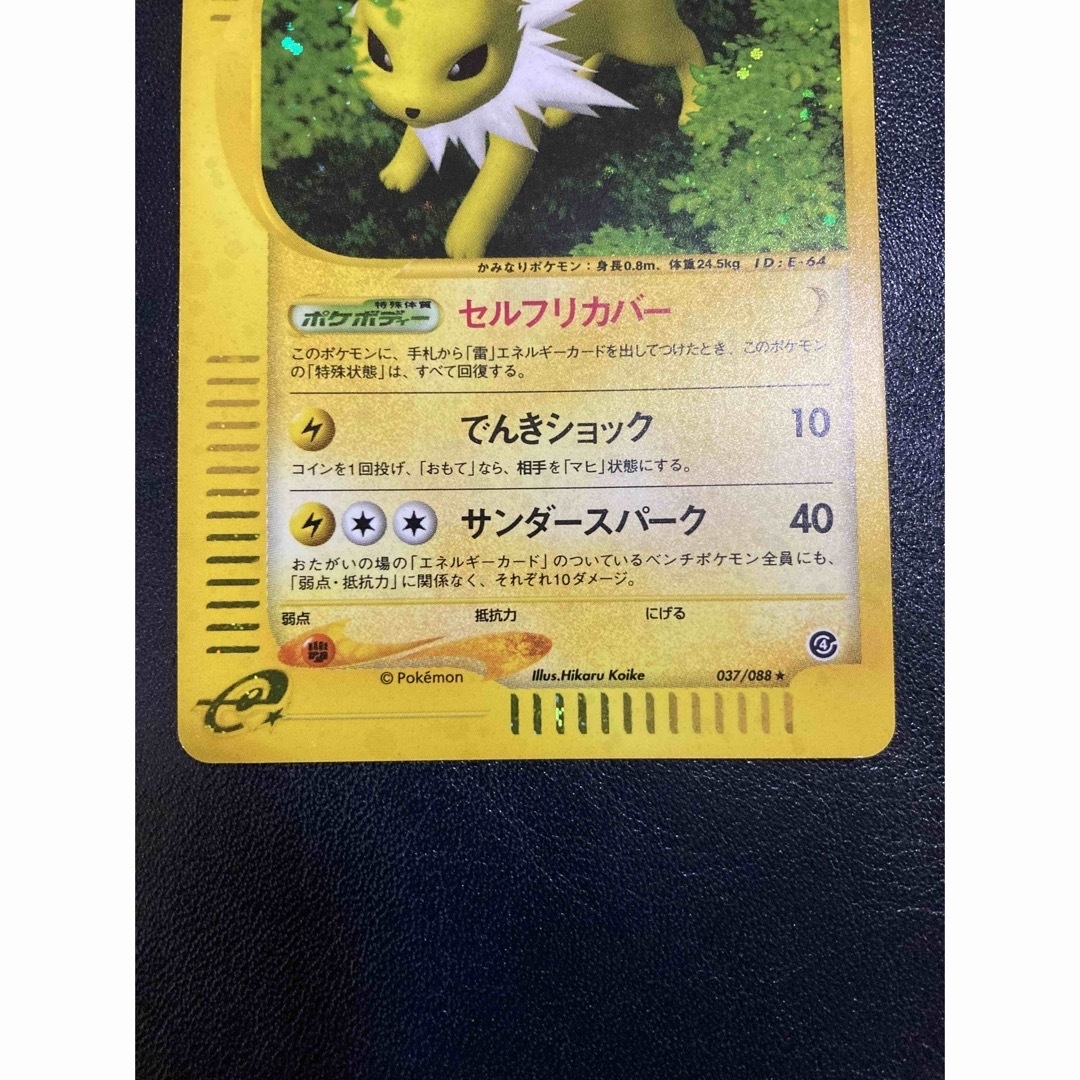 かみなりポケモン：身長0.8m、体重24.5kg ID:E-64
特殊体質
ポケボディー セルフリカバー
このポケモンに、手札から「雷」エネルギーカードを出してつけたとき、このポケモン
の「特殊状態」は、すべて回復する。
でんきショック 10
コインを1回投げ、「おもて」なら、相手を「マヒ」状態にする。
サンダースパーク 40
おたがいの場の「エネルギーカード」のついているベンチポケモン全員にも、
「弱点・抵抗力」に関係なく、それぞれ10ダメージ。
弱点 抵抗力 にげる
4
©Pokémon Illus.Hikaru Koike 037/088★
e